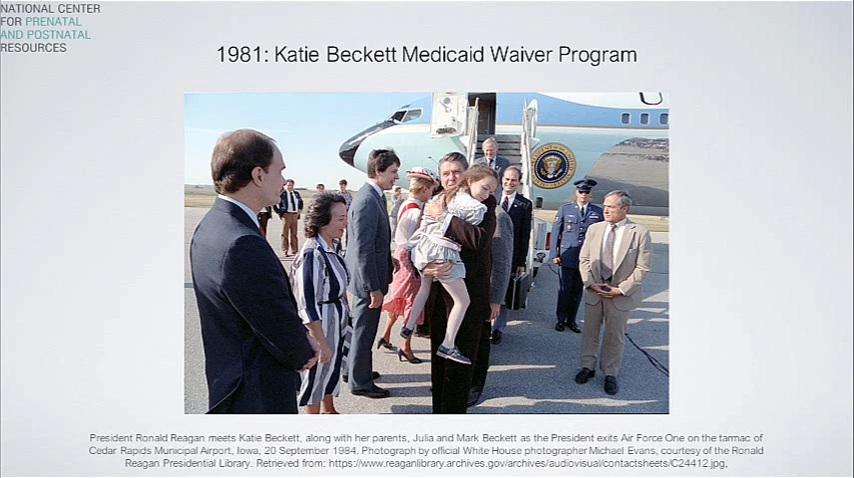 NATIONAL CENTER
FOR PRENATAL
AND POSTNATAL
RESOURCES
1981: Katie Beckett Medicaid Waiver Program
President Ronald Reagan meets Katie Beckett, along with her parents, Julia and Mark Beckett as the President exits Air Force One on the tarmac of
Cedar Rapids Municipal Airport, Iowa, 20 September 1984. Photograph by official White House photographer Michael Evans, courtesy of the Ronald
Reagan Presidential Library. Retrieved from: https://www.reaganlibrary.archives.gov/archives/audiovisual/contactsheets/C24412.jpg.